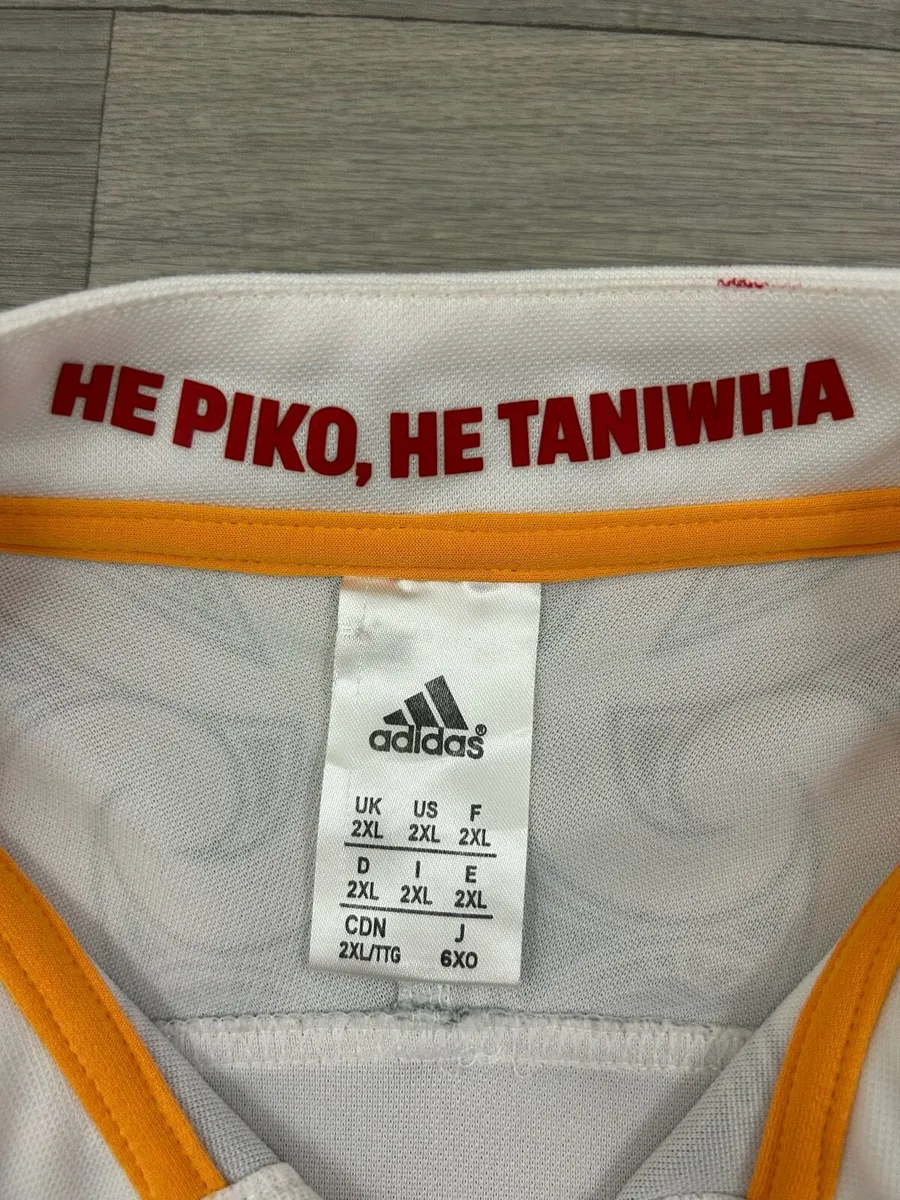 HE PIKO, HE TANIWHA
adidas®
UK US F
2XL 2XL 2XL
D I E
2XL 2XL 2XL
CDN J
2XL/TTG 6XO